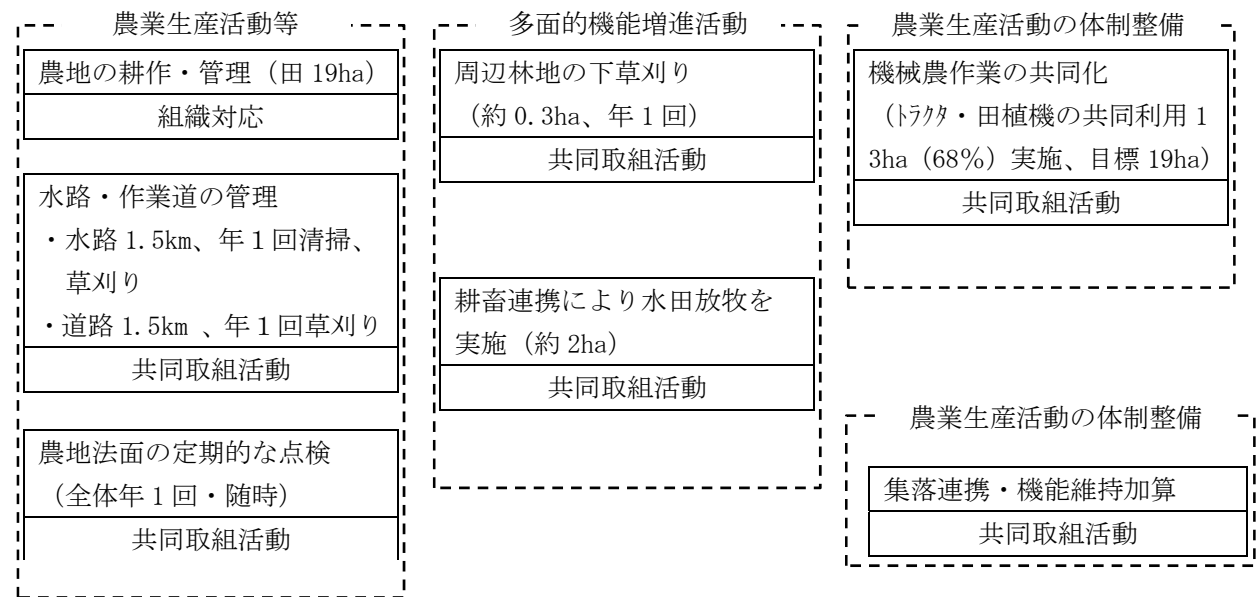 農業生産活動等
農地の耕作・管理（田 19ha）
組織対応
水路・作業道の管理
・水路 1.5km、年１回清掃、
草刈り
・道路 1.5km 、年１回草刈り
共同取組活動
農地法面の定期的な点検
（全体年 1 回・随時）
共同取組活動
多面的機能増進活動
周辺林地の下草刈り
（約 0.3ha、年 1 回）
共同取組活動
耕畜連携により水田放牧を
実施（約 2ha）
共同取組活動
農業生産活動の体制整備
機械農作業の共同化
（ﾄﾗｸﾀ・田植機の共同利用 1
3ha（68％）実施、目標 19ha）
共同取組活動
農業生産活動の体制整備
集落連携・機能維持加算
共同取組活動